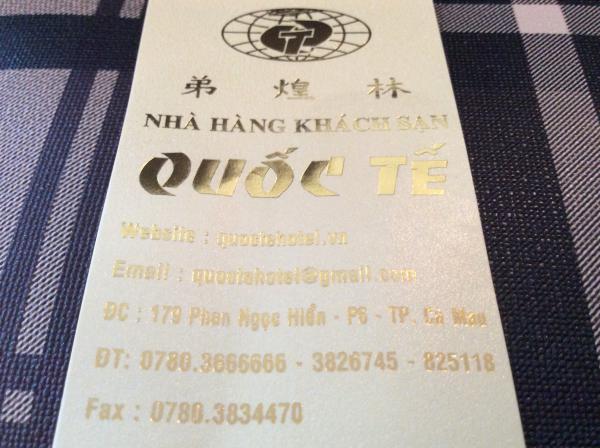 弟 煌 林
NHÀ HÀNG KHÁCH SẠN
QUỐC TẾ
Website : quoctehotel.vn
Email : quoctehotel@gmail.com
ĐC : 179 Phan Ngọc Hiển - P6 - TP. Cà Mau
ĐT: 0780.3666666 - 3826745 - 825118
Fax : 0780.3834470